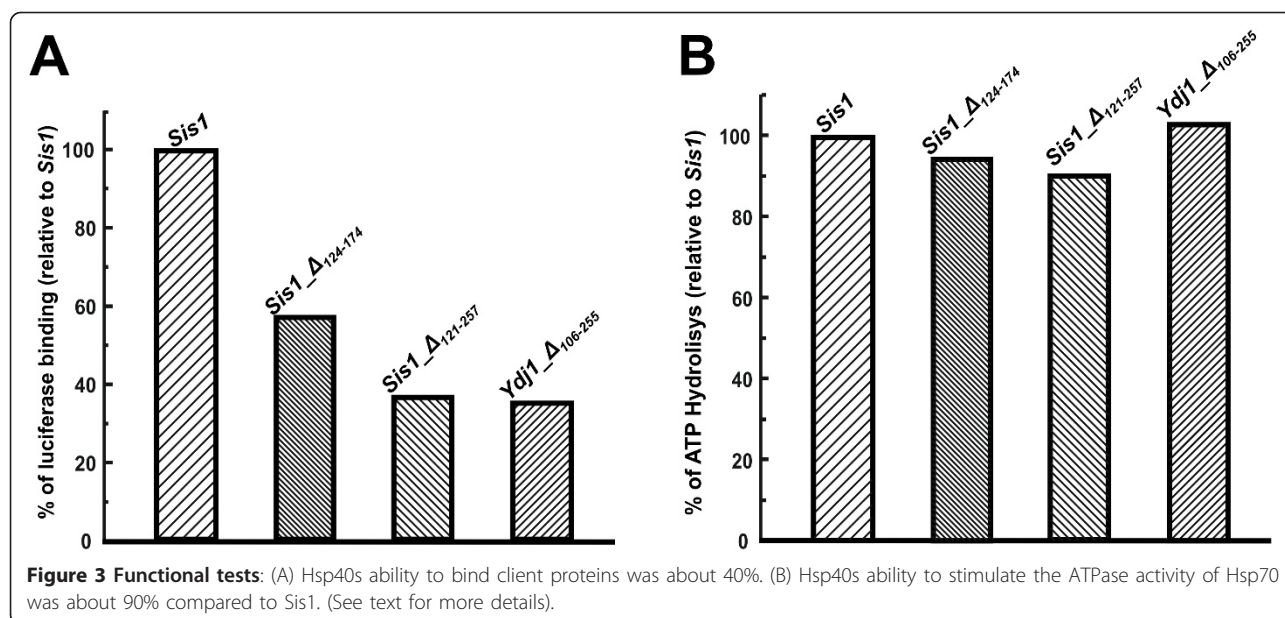 A
% of luciferase binding (relative to Sis1)
100
80
60
40
20
0
Sis1
Sis1_Δ124-174
Sis1_Δ121-257
Ydj1_Δ106-255
B
% of ATP Hydrolisys (relative to Sis1)
100
80
60
40
20
0
Sis1
Sis1_Δ124-174
Sis1_Δ121-257
Ydj1_Δ106-255
Figure 3 Functional tests: (A) Hsp40s ability to bind client proteins was about 40%. (B) Hsp40s ability to stimulate the ATPase activity of Hsp70
was about 90% compared to Sis1. (See text for more details).